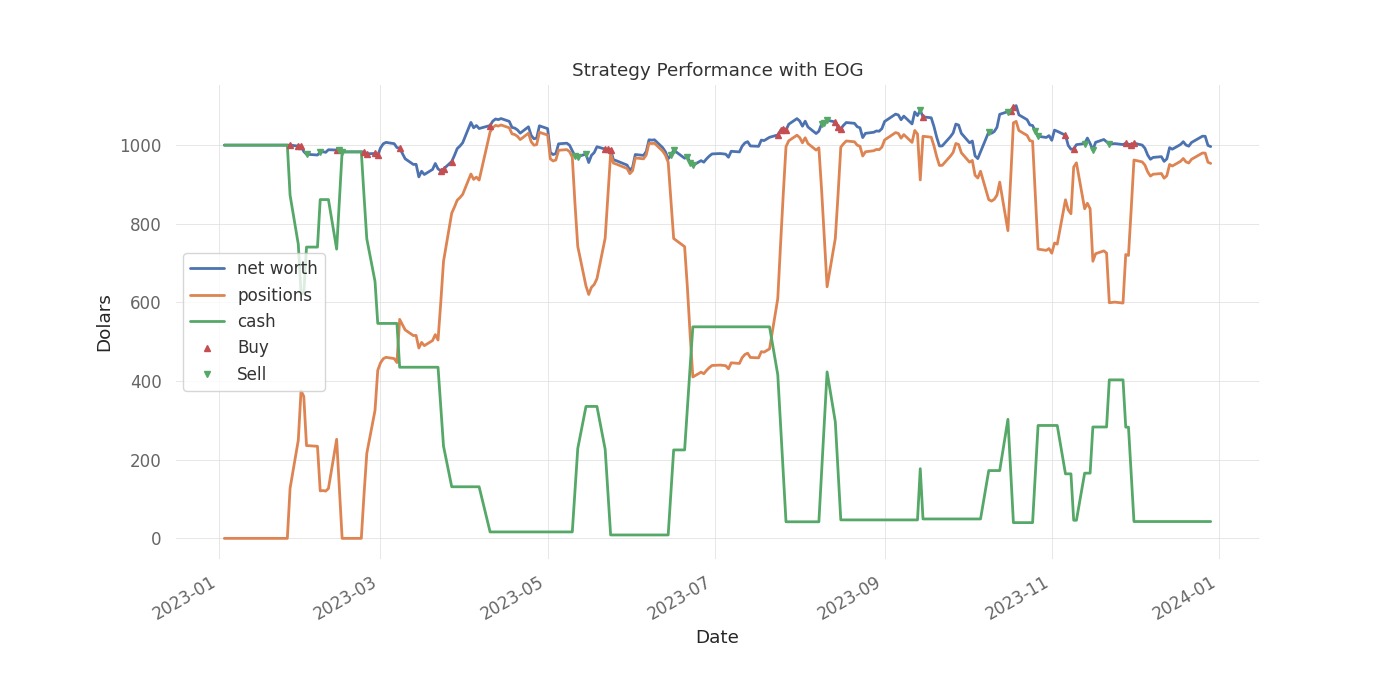 Strategy Performance with EOG
Dolars
1000
800
600
400
200
0
net worth
positions
cash
Buy
Sell
2023-01
2023-03
2023-05
2023-07
2023-09
2023-11
2024-01
Date